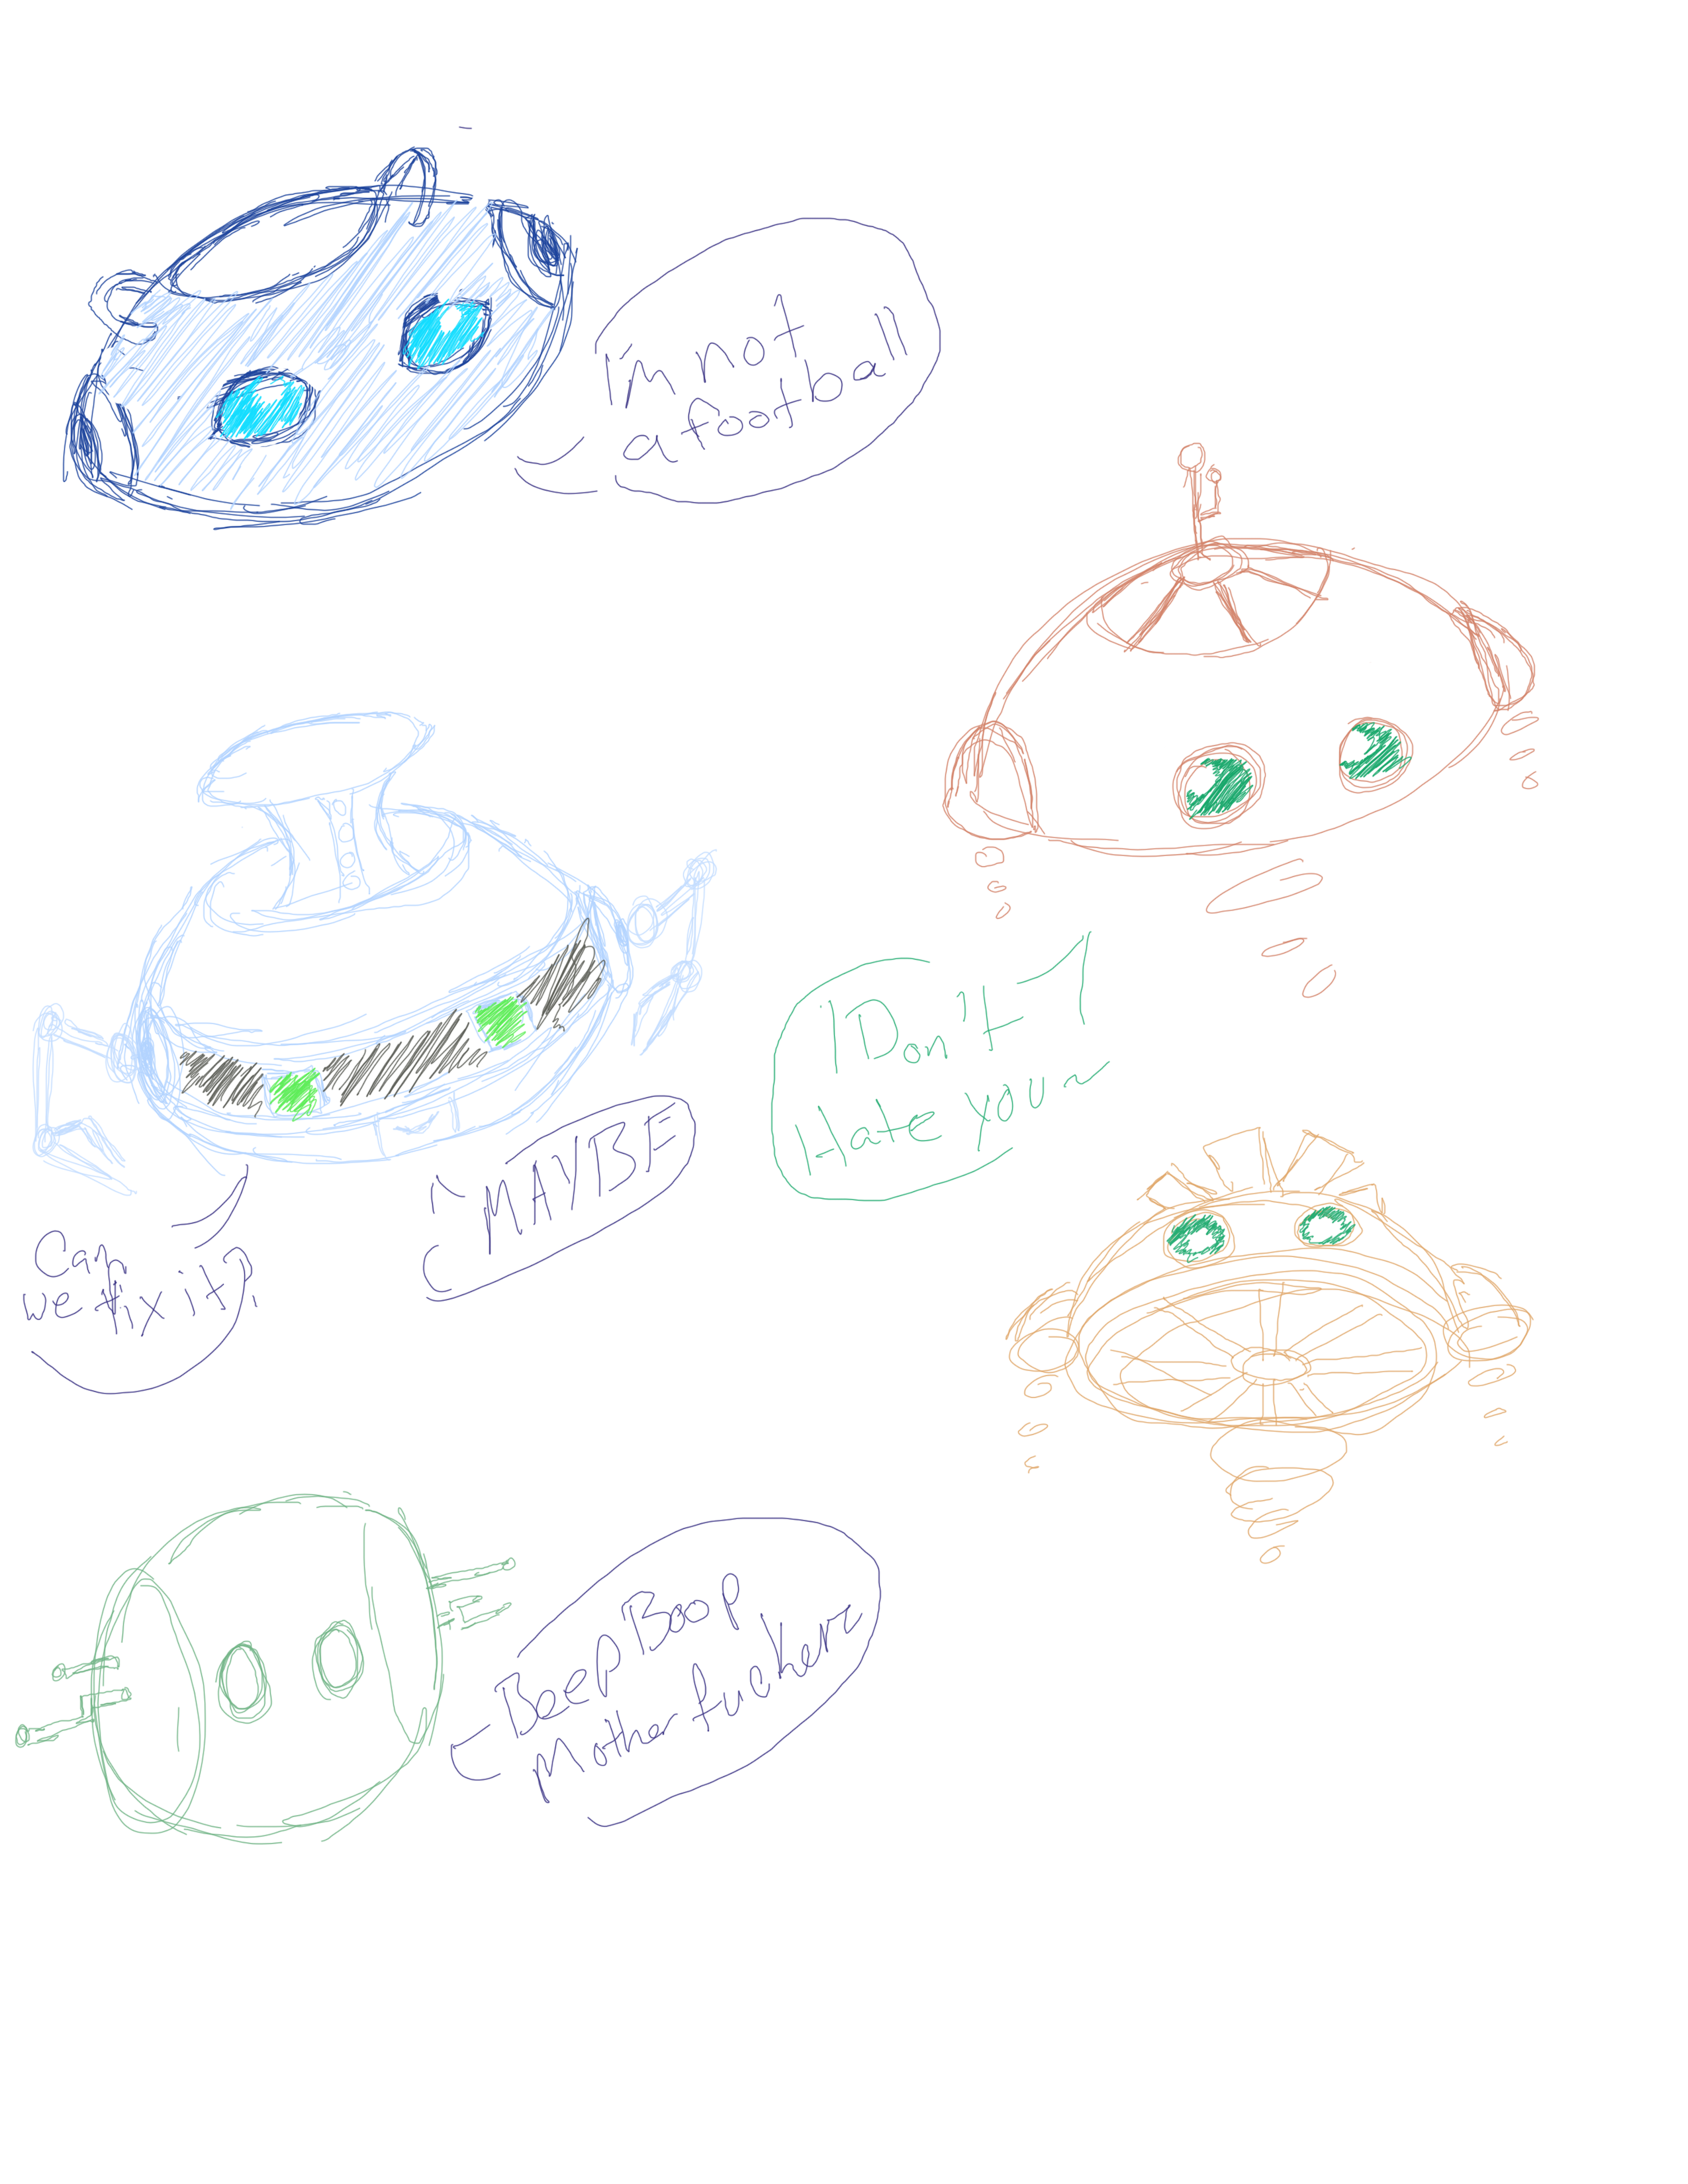 I'm not
a football
I Don't
Hate you~
MAYBE
Can
we fix it?
Beep Boop
Motherfuckerz